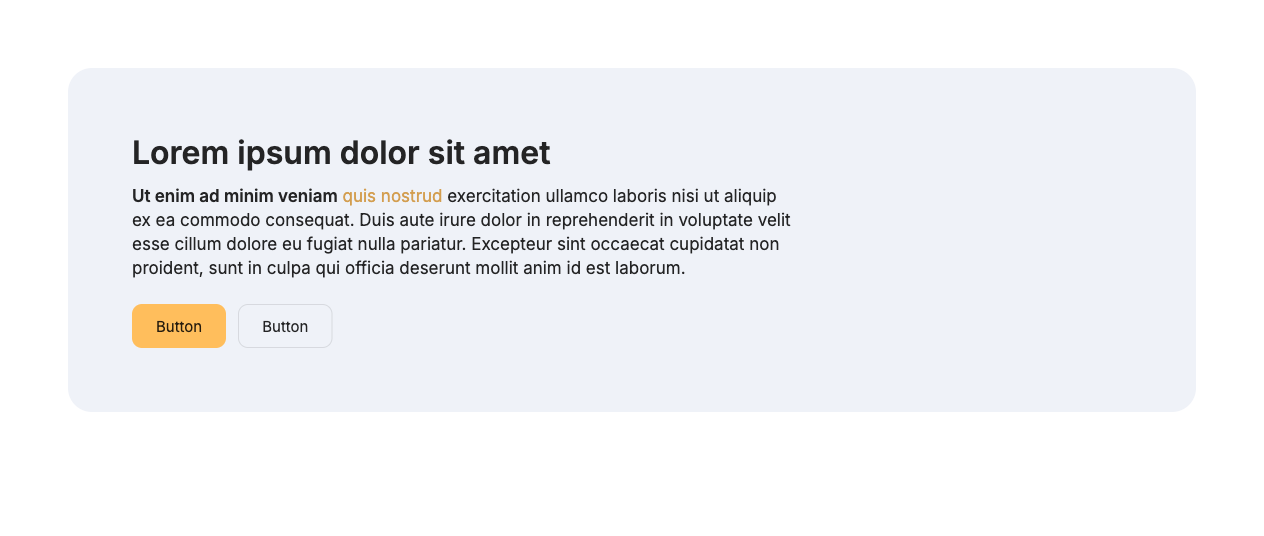 Lorem ipsum dolor sit amet
Ut enim ad minim veniam quis nostrud exercitation ullamco laboris nisi ut aliquip
ex ea commodo consequat. Duis aute irure dolor in reprehenderit in voluptate velit
esse cillum dolore eu fugiat nulla pariatur. Excepteur sint occaecat cupidatat non
proident, sunt in culpa qui officia deserunt mollit anim id est laborum.
Button Button